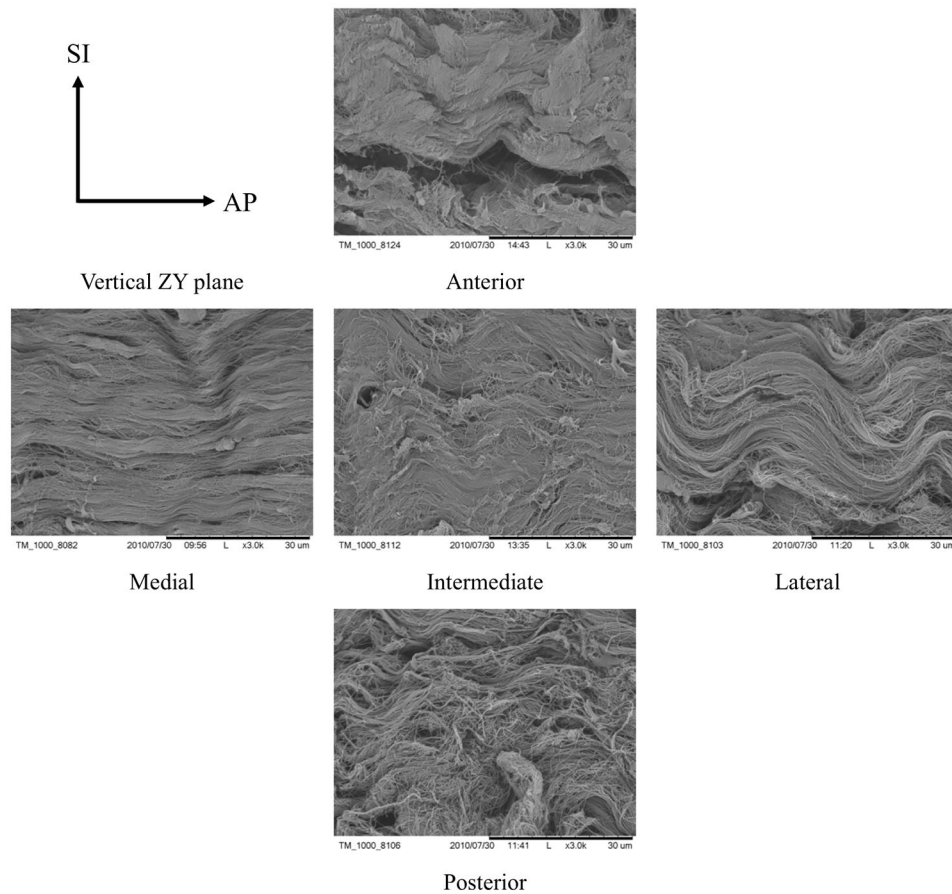 SI
AP
Vertical ZY plane
TM_1000_8124 2010/07/30 14:43 L x3.0k 30 um
Anterior
TM_1000_8082 2010/07/30 09:56 L x3.0k 30 um
Medial
TM_1000_8112 2010/07/30 13:35 L x3.0k 30 um
Intermediate
TM_1000_8103 2010/07/30 11:20 L x3.0k 30 um
Lateral
TM_1000_8106 2010/07/30 11:41 L x3.0k 30 um
Posterior